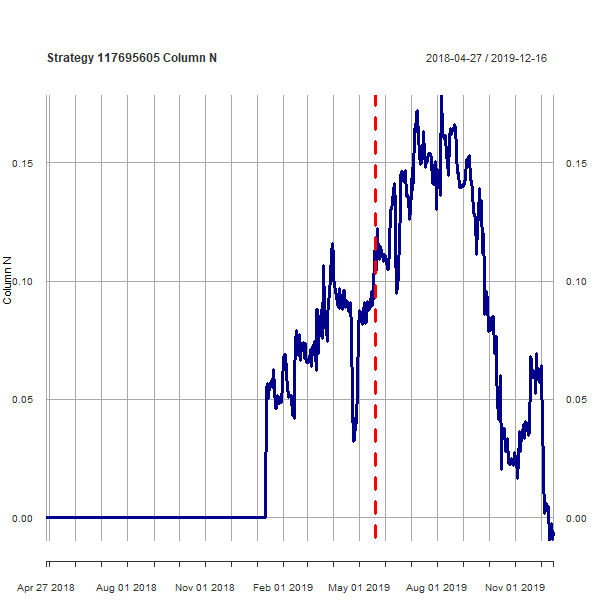 Strategy 117695605 Column N 2018-04-27 / 2019-12-16
0.15 0.15
0.10 0.10
Column N
0.05 0.05
0.00 0.00
Apr 27 2018 Aug 01 2018 Nov 01 2018 Feb 01 2019 May 01 2019 Aug 01 2019 Nov 01 2019